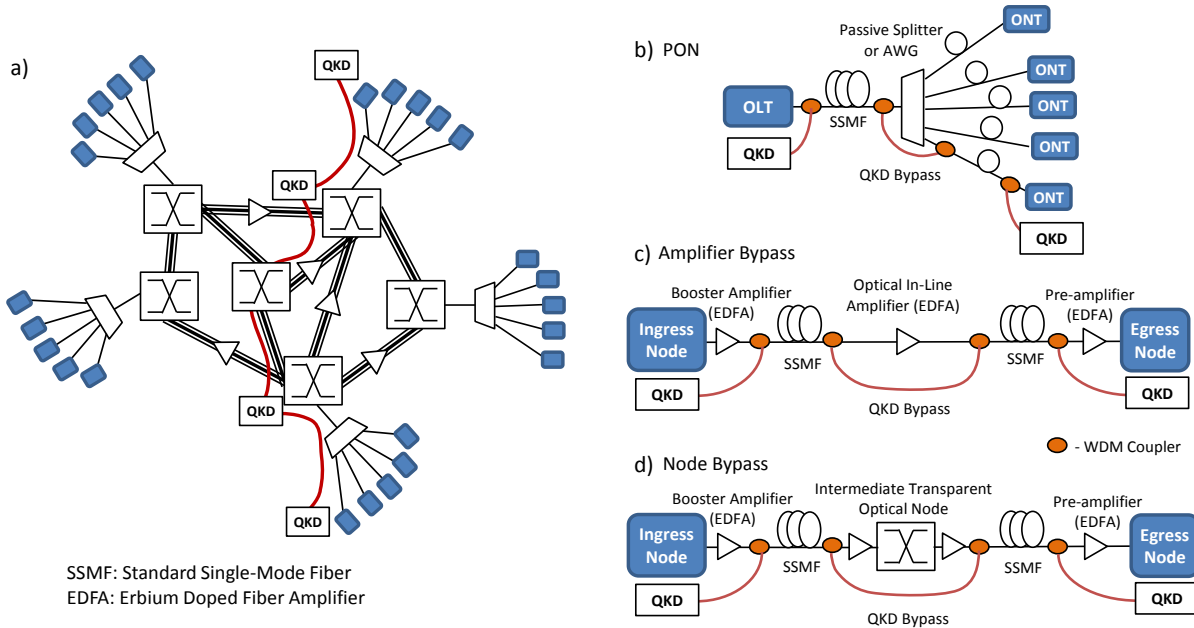 a)
QKD
QKD
QKD
QKD
SSMF: Standard Single-Mode Fiber
EDFA: Erbium Doped Fiber Amplifier
b) PON
Passive Splitter
or AWG
ONT
ONT
ONT
ONT
ONT
OLT
SSMF
QKD
QKD Bypass
QKD
c) Amplifier Bypass
Booster Amplifier
(EDFA)
Optical In-Line
Amplifier (EDFA)
Pre-amplifier
(EDFA)
Ingress
Node
SSMF
SSMF
Egress
Node
QKD
QKD Bypass
QKD
- WDM Coupler
d) Node Bypass
Booster Amplifier
(EDFA)
Intermediate Transparent
Optical Node
Pre-amplifier
(EDFA)
Ingress
Node
SSMF
SSMF
Egress
Node
QKD
QKD Bypass
QKD